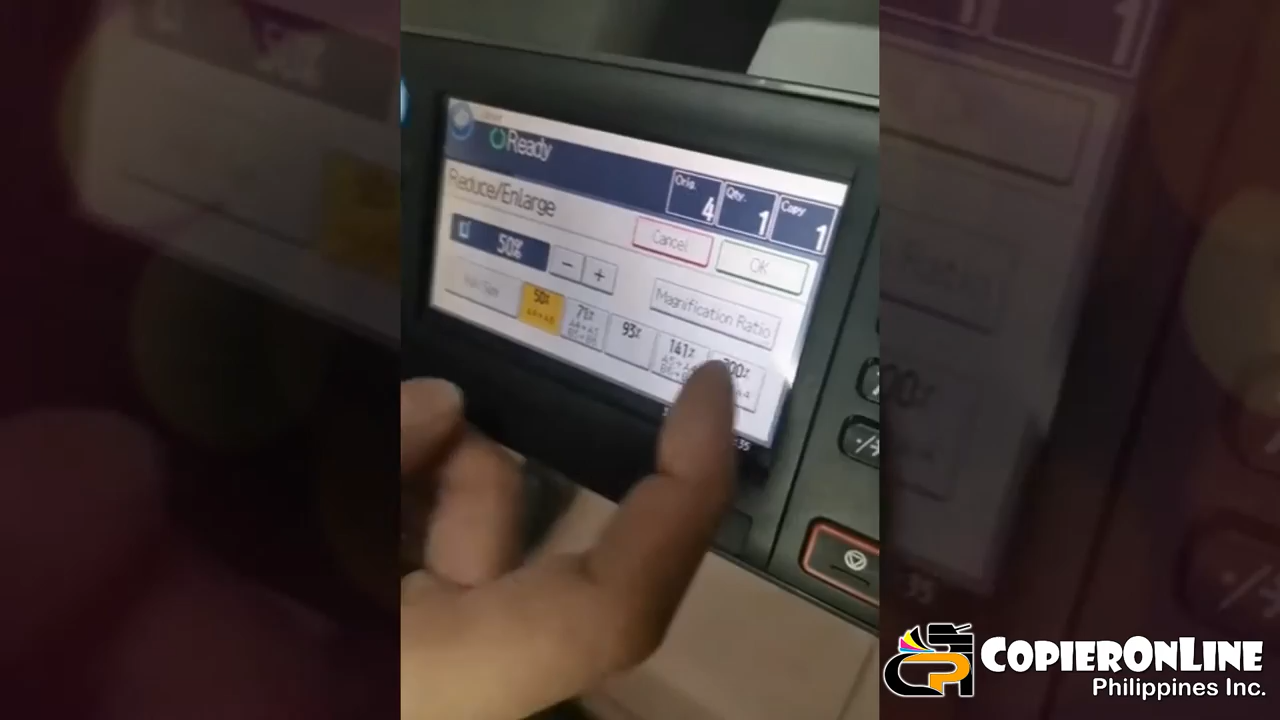 Ready
Orig.
4
Qty.
1
Copy
1
Reduce/Enlarge
Cancel
OK
50%
−
+
Magnification Ratio
50%
71%
93%
141%
:35
COPIERONLINE
Philippines Inc.